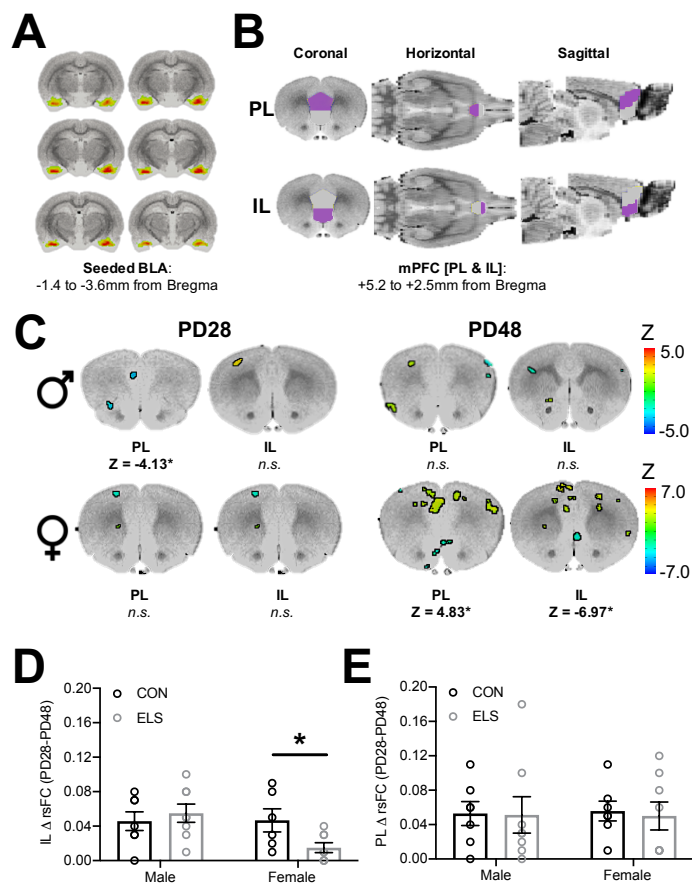 A
B
Coronal
Horizontal
Sagittal
PL
IL
Seeded BLA:
-1.4 to -3.6mm from Bregma
mPFC [PL & IL]:
+5.2 to +2.5mm from Bregma
C
PD28
PD48
Z
5.0
-5.0
♂
PL
Z = -4.13*
IL
n.s.
PL
n.s.
IL
n.s.
Z
7.0
-7.0
♀
PL
n.s.
IL
n.s.
PL
Z = 4.83*
IL
Z = -6.97*
D
IL Δ rsFC (PD28-PD48)
0.20
0.16
0.12
0.08
0.04
0.00
CON
ELS
*
Male
Female
E
PL Δ rsFC (PD28-PD48)
0.20
0.16
0.12
0.08
0.04
0.00
CON
ELS
Male
Female